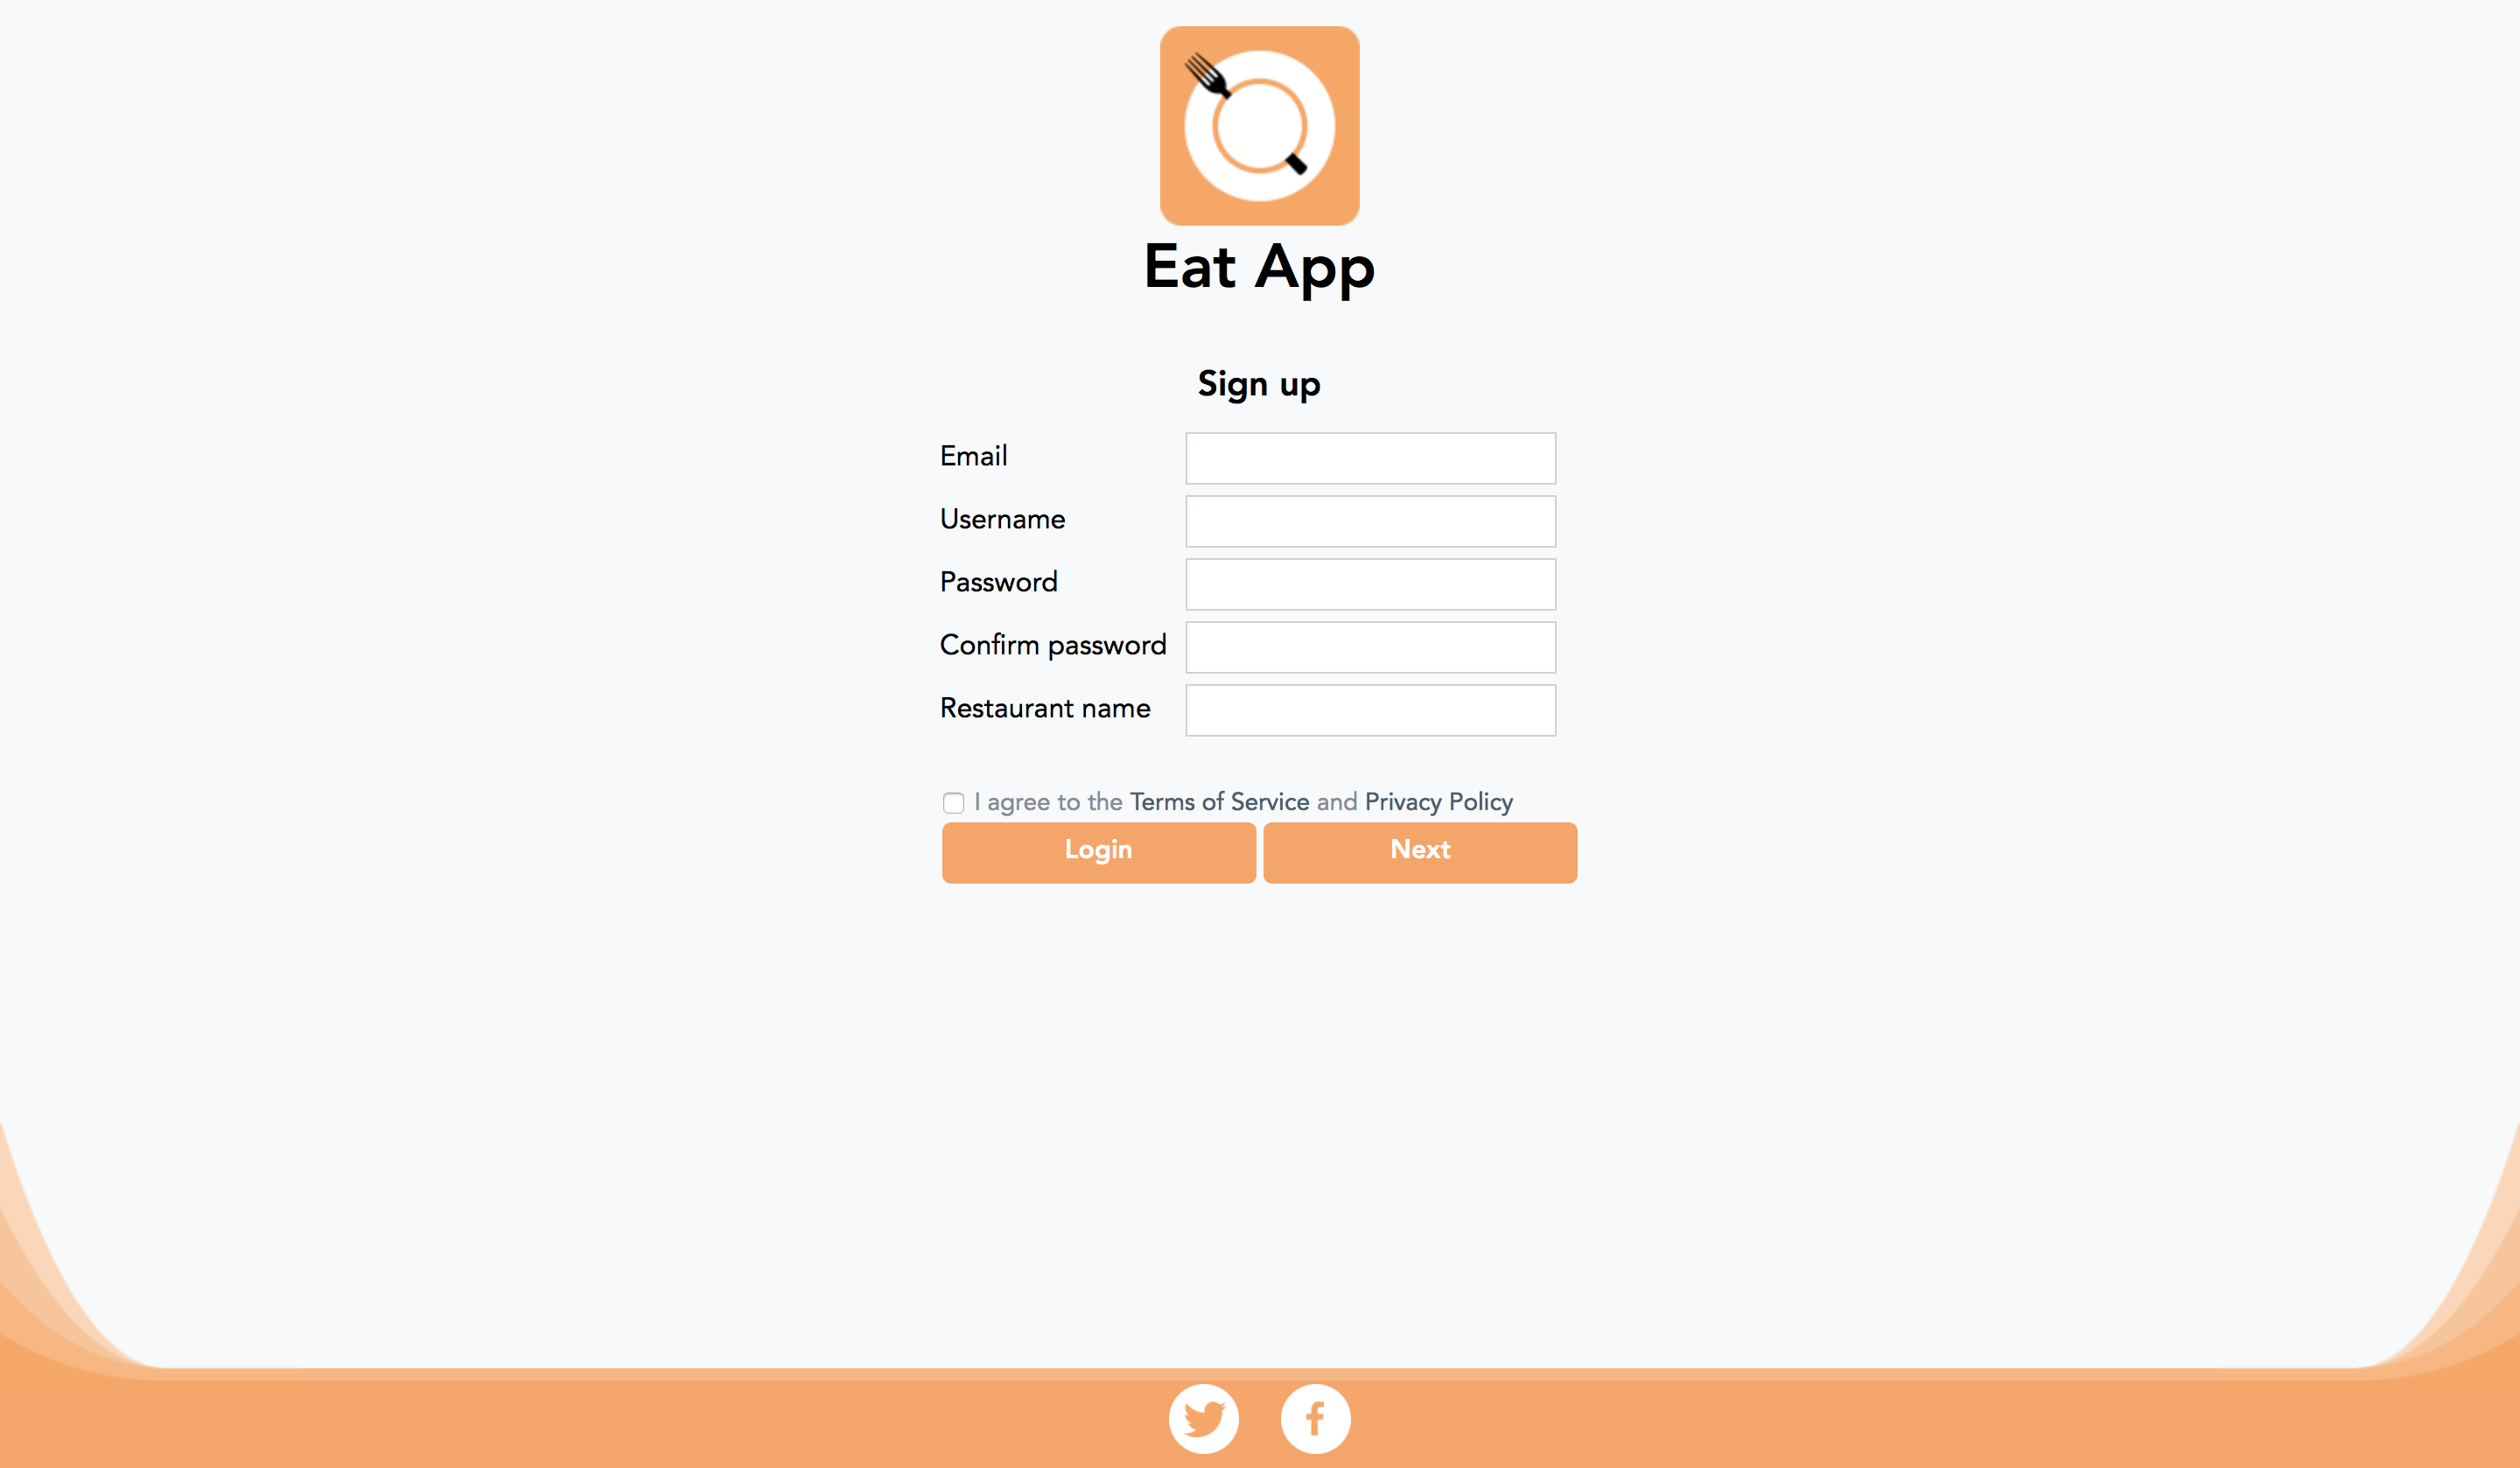 Eat App
Sign up
Email
Username
Password
Confirm password
Restaurant name
I agree to the Terms of Service and Privacy Policy
Login Next